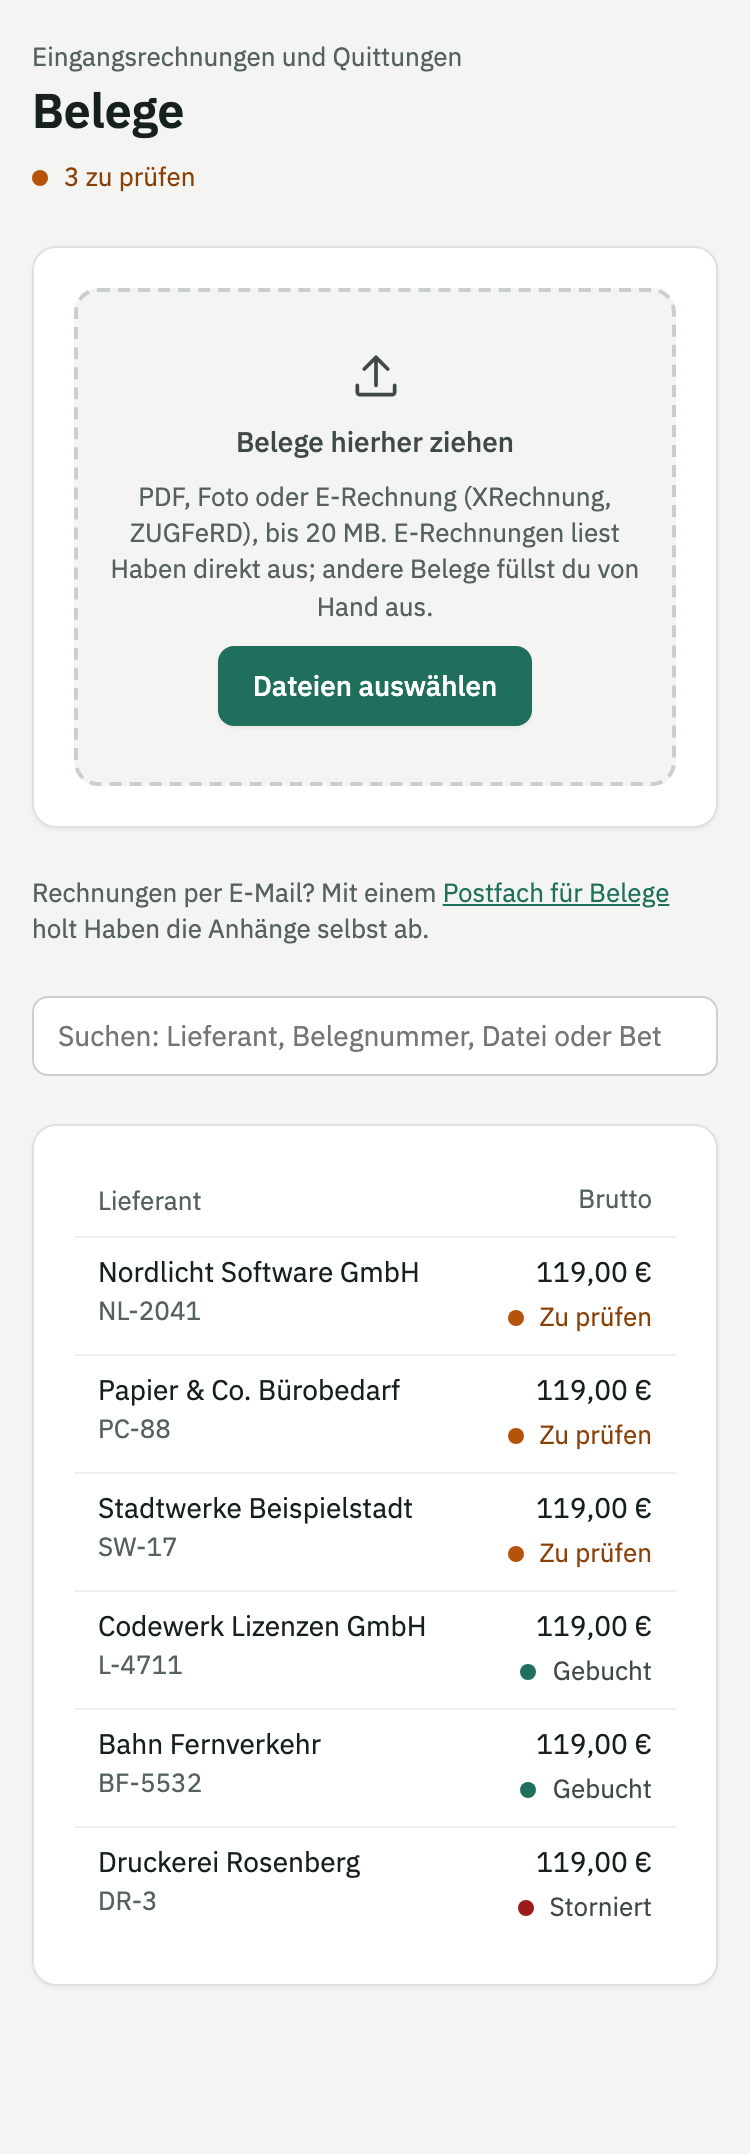 Eingangsrechnungen und Quittungen
Belege
3 zu prüfen
Belege hierher ziehen
PDF, Foto oder E-Rechnung (XRechnung,
ZUGFeRD), bis 20 MB. E-Rechnungen liest
Haben direkt aus; andere Belege füllst du von
Hand aus.
Dateien auswählen
Rechnungen per E-Mail? Mit einem Postfach für Belege
holt Haben die Anhänge selbst ab.
Suchen: Lieferant, Belegnummer, Datei oder Bet
Lieferant Brutto
Nordlicht Software GmbH 119,00 €
NL-2041 Zu prüfen
Papier & Co. Bürobedarf 119,00 €
PC-88 Zu prüfen
Stadtwerke Beispielstadt 119,00 €
SW-17 Zu prüfen
Codewerk Lizenzen GmbH 119,00 €
L-4711 Gebucht
Bahn Fernverkehr 119,00 €
BF-5532 Gebucht
Druckerei Rosenberg 119,00 €
DR-3 Storniert